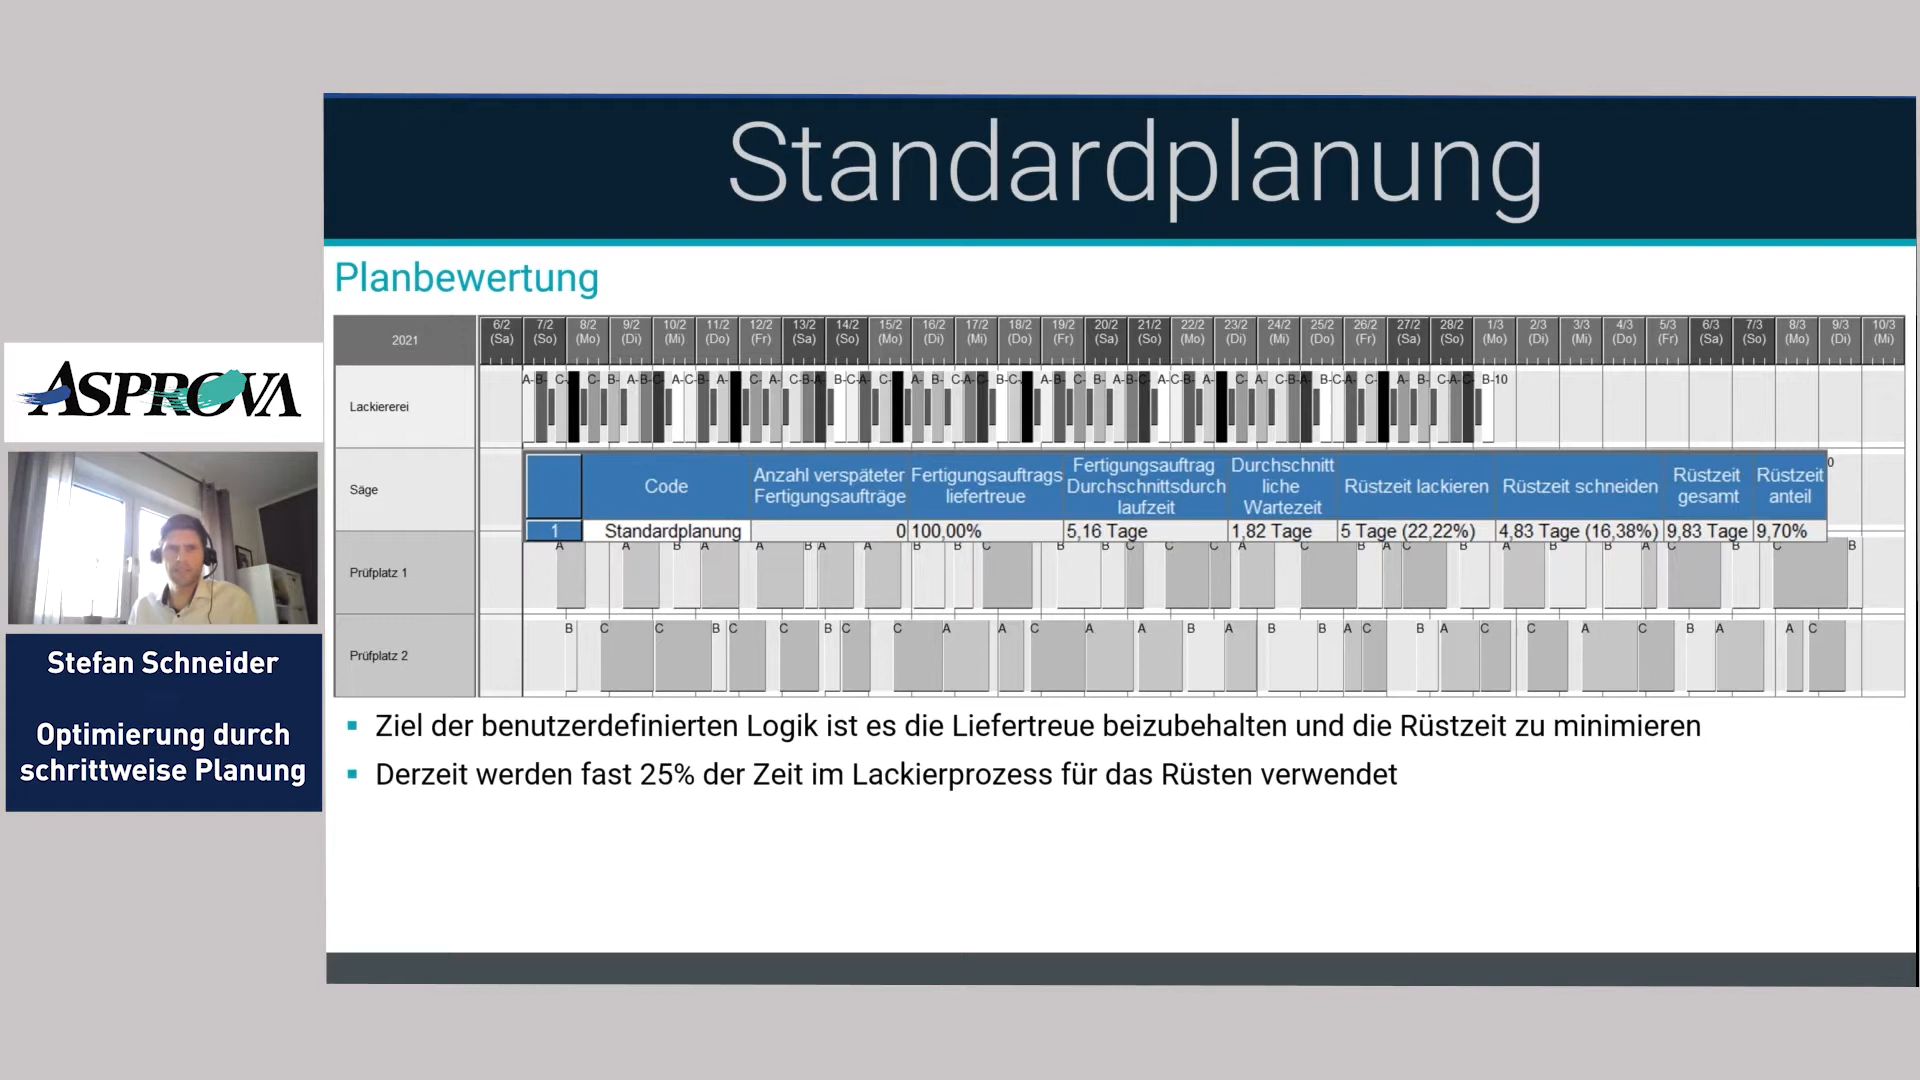 Standardplanung
Planbewertung
2021
6/2 7/2 8/2 9/2 10/2 11/2 12/2 13/2 14/2 15/2 16/2 17/2 18/2 19/2 20/2 21/2 22/2 23/2 24/2 25/2 26/2 27/2 28/2 1/3 2/3 3/3 4/3 5/3 6/3 7/3 8/3 9/3 10/3
(Sa) (So) (Mo) (Di) (Mi) (Do) (Fr) (Sa) (So) (Mo) (Di) (Mi) (Do) (Fr) (Sa) (So) (Mo) (Di) (Mi) (Do) (Fr) (Sa) (So) (Mo) (Di) (Mi) (Do) (Fr) (Sa) (So) (Mo) (Di) (Mi)
Lackiererei
B-10
Säge
Code
Anzahl verspäteter
Fertigungsaufträge
Fertigungsauftrags
liefertreue
Fertigungsauftrag
Durchschnittsdurch
laufzeit
Durchschnitt
liche
Wartezeit
Rüstzeit lackieren
Rüstzeit schneiden
Rüstzeit
gesamt
Rüstzeit
anteil
1 Standardplanung 0 100,00% 5,16 Tage 1,82 Tage 5 Tage (22,22%) 4,83 Tage (16,38%) 9,83 Tage 9,70%
Prüfplatz 1
A A B A A B A A B B C B B C C C A C B A C B A B B A C B C B
Prüfplatz 2
B C C B C C B C C A A C A A B A B B A C B A C C A C B A A C
Ziel der benutzerdefinierten Logik ist es die Liefertreue beizubehalten und die Rüstzeit zu minimieren
Derzeit werden fast 25% der Zeit im Lackierprozess für das Rüsten verwendet
ASPROVA
Stefan Schneider
Optimierung durch
schrittweise Planung